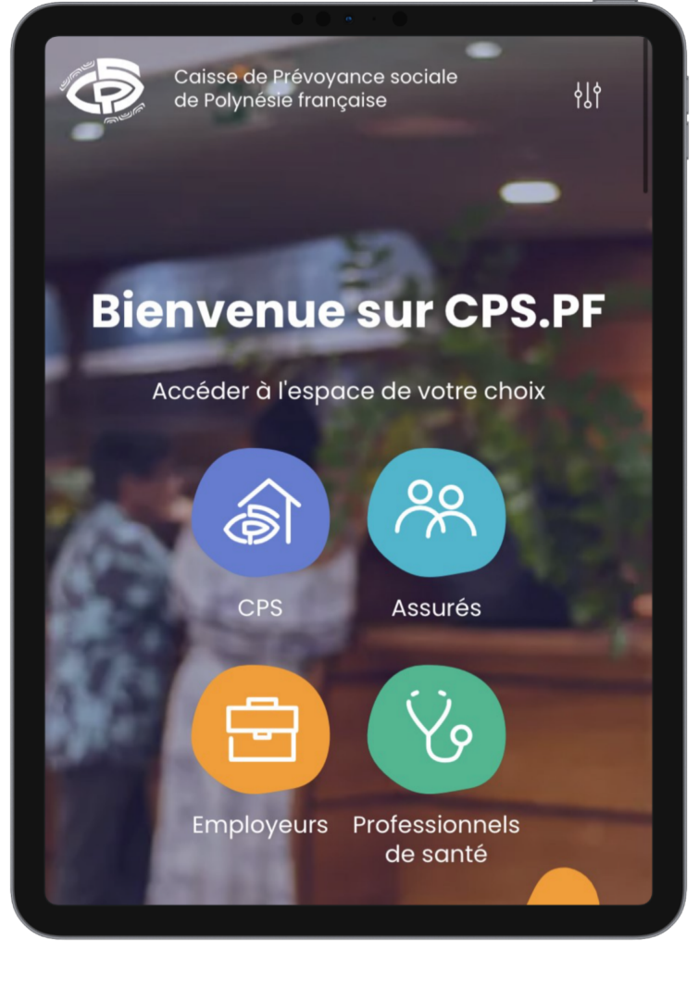 Caisse de Prévoyance sociale
de Polynésie française
Bienvenue sur CPS.PF
Accéder à l'espace de votre choix
CPS
Assurés
Employeurs
Professionnels
de santé